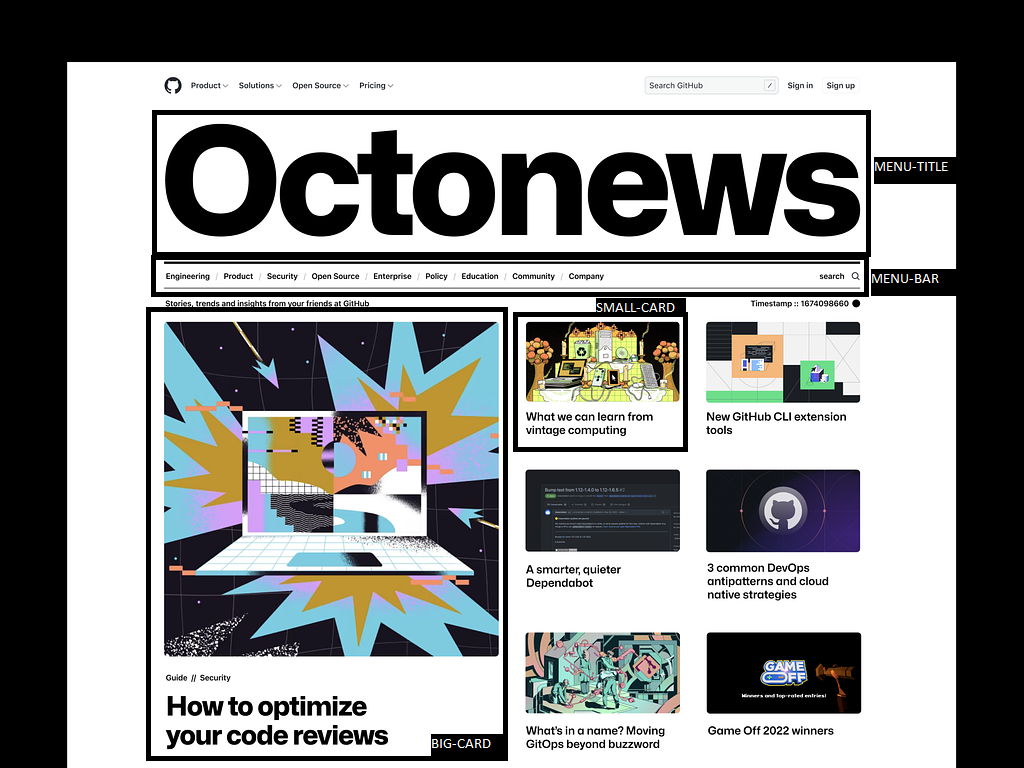 Product Solutions Open Source Pricing Search GitHub / Sign in Sign up
Octonews
MENU-TITLE
Engineering / Product / Security / Open Source / Enterprise / Policy / Education / Community / Company search
MENU-BAR
Stories, trends and insights from your friends at GitHub
SMALL-CARD
Timestamp :: 1674098660
What we can learn from
vintage computing
New GitHub CLI extension
tools
A smarter, quieter
Dependabot
3 common DevOps
antipatterns and cloud
native strategies
GAME
OFF
Winners and top-rated entries!
Guide // Security
How to optimize
your code reviews
BIG-CARD
What's in a name? Moving
GitOps beyond buzzword
Game Off 2022 winners